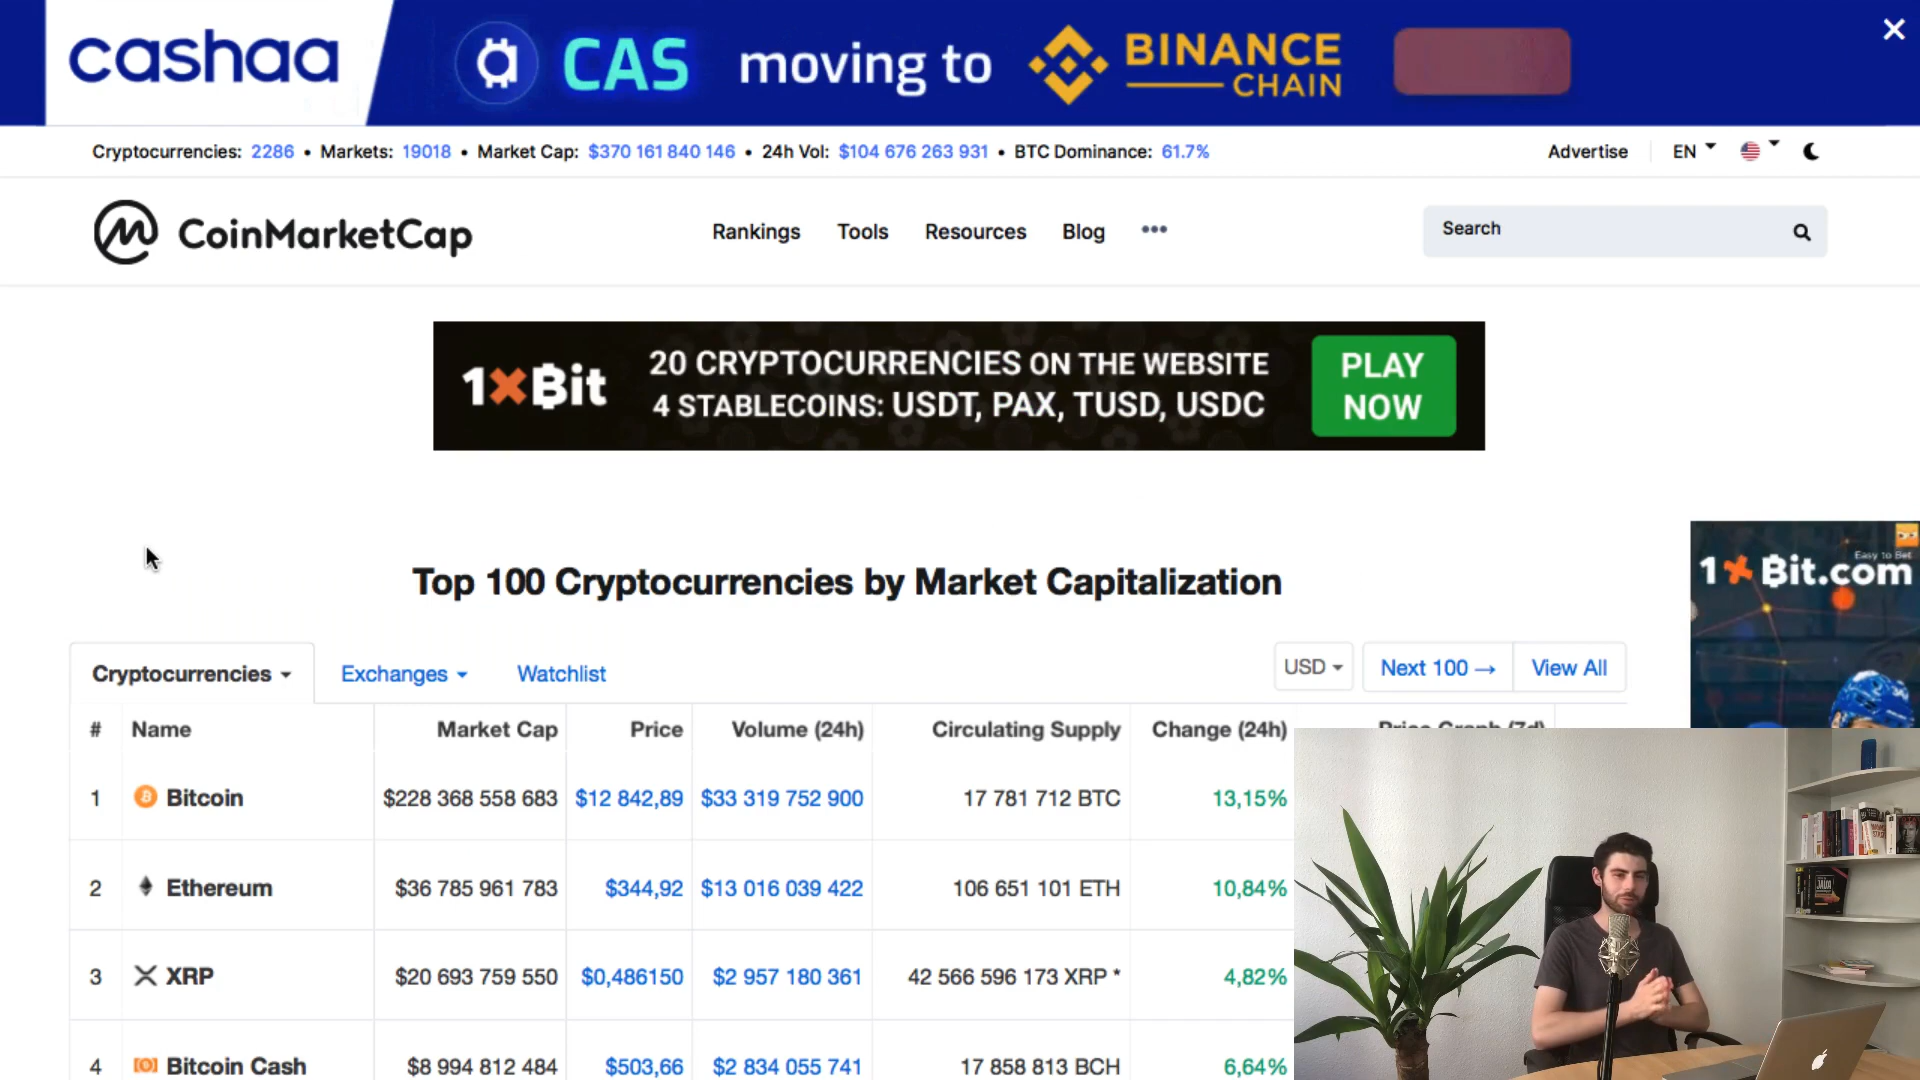 cashaa CAS moving to BINANCE CHAIN
Cryptocurrencies: 2286 • Markets: 19018 • Market Cap: $370 161 840 146 • 24h Vol: $104 676 263 931 • BTC Dominance: 61.7% Advertise EN
CoinMarketCap Rankings Tools Resources Blog ••• Search
1xBit 20 CRYPTOCURRENCIES ON THE WEBSITE PLAY
4 STABLECOINS: USDT, PAX, TUSD, USDC NOW
Easy to Bet
1xBit.com
Top 100 Cryptocurrencies by Market Capitalization
Cryptocurrencies Exchanges Watchlist USD Next 100 → View All
# Name Market Cap Price Volume (24h) Circulating Supply Change (24h) Price Graph (7d)
1 Bitcoin $228 368 558 683 $12 842,89 $33 319 752 900 17 781 712 BTC 13,15%
2 Ethereum $36 785 961 783 $344,92 $13 016 039 422 106 651 101 ETH 10,84%
3 XRP $20 693 759 550 $0,486150 $2 957 180 361 42 566 596 173 XRP * 4,82%
4 Bitcoin Cash $8 994 812 484 $503,66 $2 834 055 741 17 858 813 BCH 6,64%